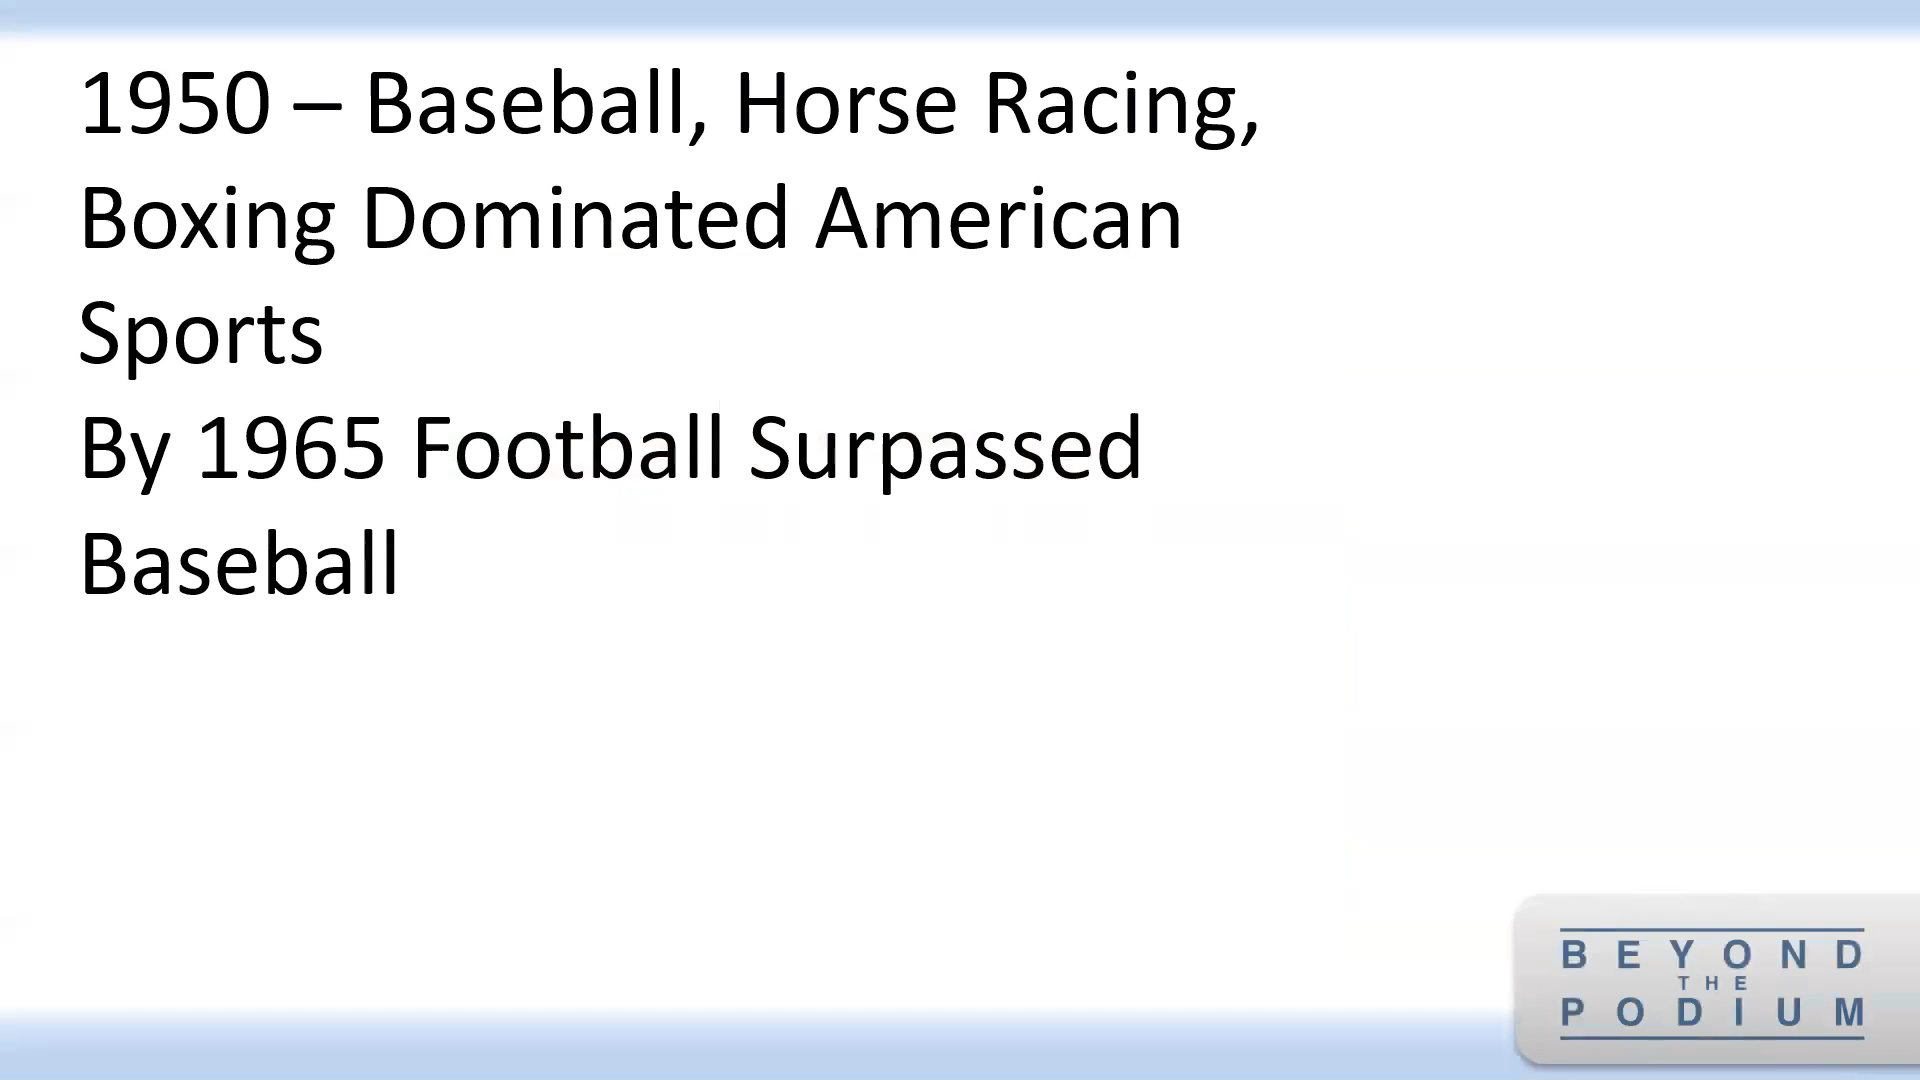 1950 – Baseball, Horse Racing,
Boxing Dominated American
Sports
By 1965 Football Surpassed
Baseball
BEYOND
THE
PODIUM